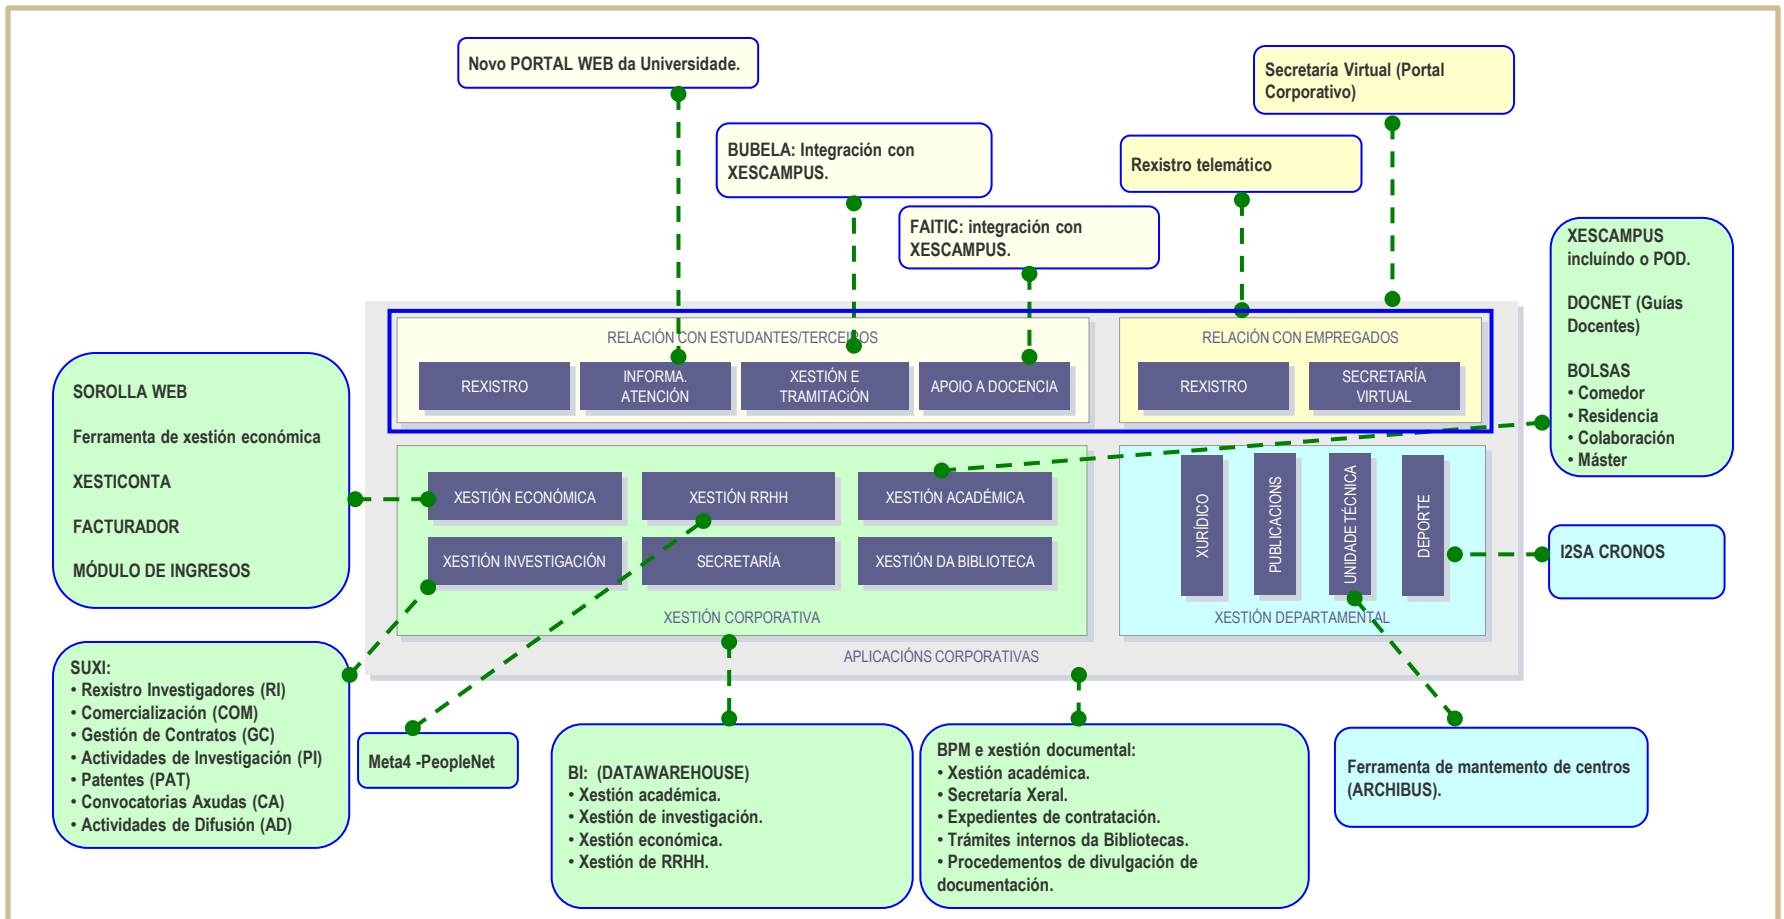 Novo PORTAL WEB da Universidade.
Secretaría Virtual (Portal
Corporativo)
BUBELA: Integración con
XESCAMPUS.
Rexistro telemático
FAITIC: integración con
XESCAMPUS.
XESCAMPUS
incluíndo o POD.
DOCNET (Guías
Docentes)
BOLSAS
• Comedor
• Residencia
• Colaboración
• Máster
RELACIÓN CON ESTUDANTES/TERCEIROS
REXISTRO
INFORMA.
ATENCIÓN
XESTIÓN E
TRAMITACIÓN
APOIO A DOCENCIA
RELACIÓN CON EMPREGADOS
REXISTRO
SECRETARÍA
VIRTUAL
SOROLLA WEB
Ferramenta de xestión económica
XESTICONTA
FACTURADOR
MÓDULO DE INGRESOS
XESTIÓN ECONÓMICA
XESTIÓN RRHH
XESTIÓN ACADÉMICA
XESTIÓN INVESTIGACIÓN
SECRETARÍA
XESTIÓN DA BIBLIOTECA
XESTIÓN CORPORATIVA
XURÍDICO
PUBLICACIONS
UNIDADE TÉCNICA
DEPORTE
XESTIÓN DEPARTAMENTAL
I2SA CRONOS
APLICACIÓNS CORPORATIVAS
SUXI:
• Rexistro Investigadores (RI)
• Comercialización (COM)
• Gestión de Contratos (GC)
• Actividades de Investigación (PI)
• Patentes (PAT)
• Convocatorias Axudas (CA)
• Actividades de Difusión (AD)
Meta4 -PeopleNet
BI: (DATAWAREHOUSE)
• Xestión académica.
• Xestión de investigación.
• Xestión económica.
• Xestión de RRHH.
BPM e xestión documental:
• Xestión académica.
• Secretaría Xeral.
• Expedientes de contratación.
• Trámites internos da Bibliotecas.
• Procedementos de divulgación de
documentación.
Ferramenta de mantemento de centros
(ARCHIBUS).